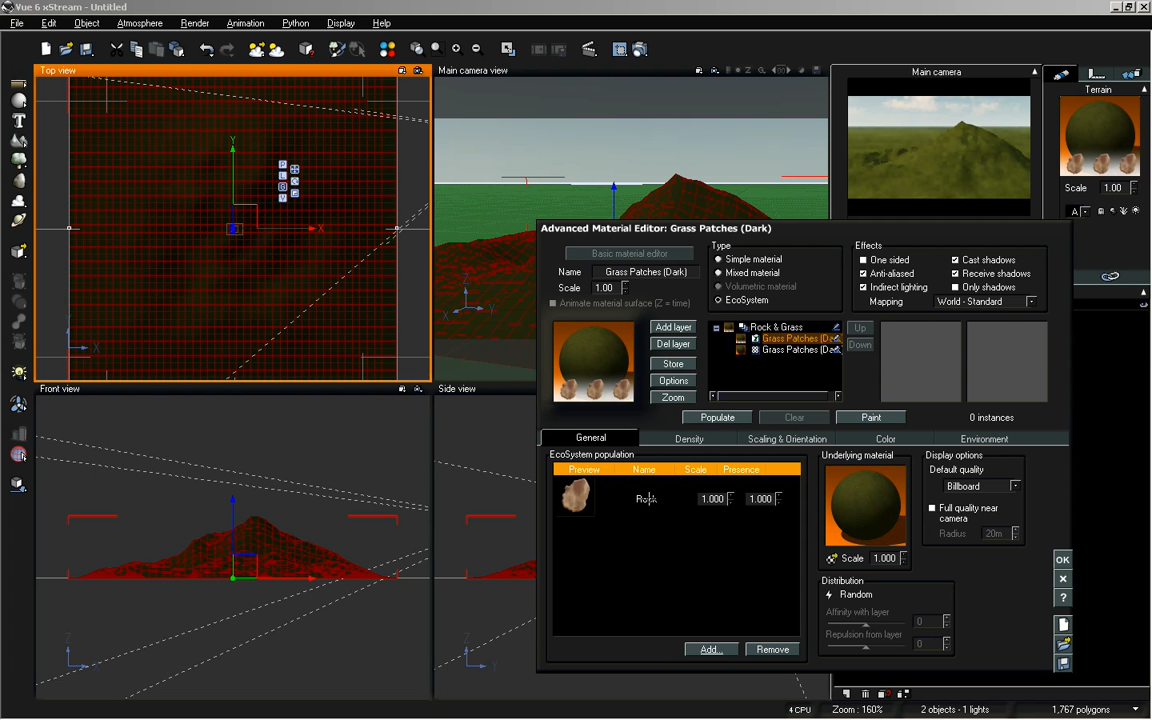 Vue 6 xStream - Untitled
File Edit Object Atmosphere Render Animation Python Display Help
Top view
Main camera view
Main camera
Terrain
Scale 1.00
Y
X
Z
X
Advanced Material Editor: Grass Patches (Dark)
Basic material editor
Name Grass Patches (Dark)
Scale 1.00
Animate material surface (Z = time)
Type
Simple material
Mixed material
Volumetric material
EcoSystem
Effects
One sided
Cast shadows
Anti-aliased
Receive shadows
Indirect lighting
Only shadows
Mapping World - Standard
Add layer
Del layer
Store
Options
Zoom
Rock & Grass
Grass Patches (Da
Grass Patches (Da
Up
Down
Populate Clear Paint 0 instances
General Density Scaling & Orientation Color Environment
EcoSystem population
Preview Name Scale Presence
Rock 1.000 1.000
Add... Remove
Underlying material
Scale 1.000
Display options
Default quality
Billboard
Full quality near
camera
Radius 20m
Distribution
Random
Affinity with layer 0
Repulsion from layer 0
OK
Front view
Side view
4 CPU Zoom : 160% 2 objects - 1 lights 1,767 polygons